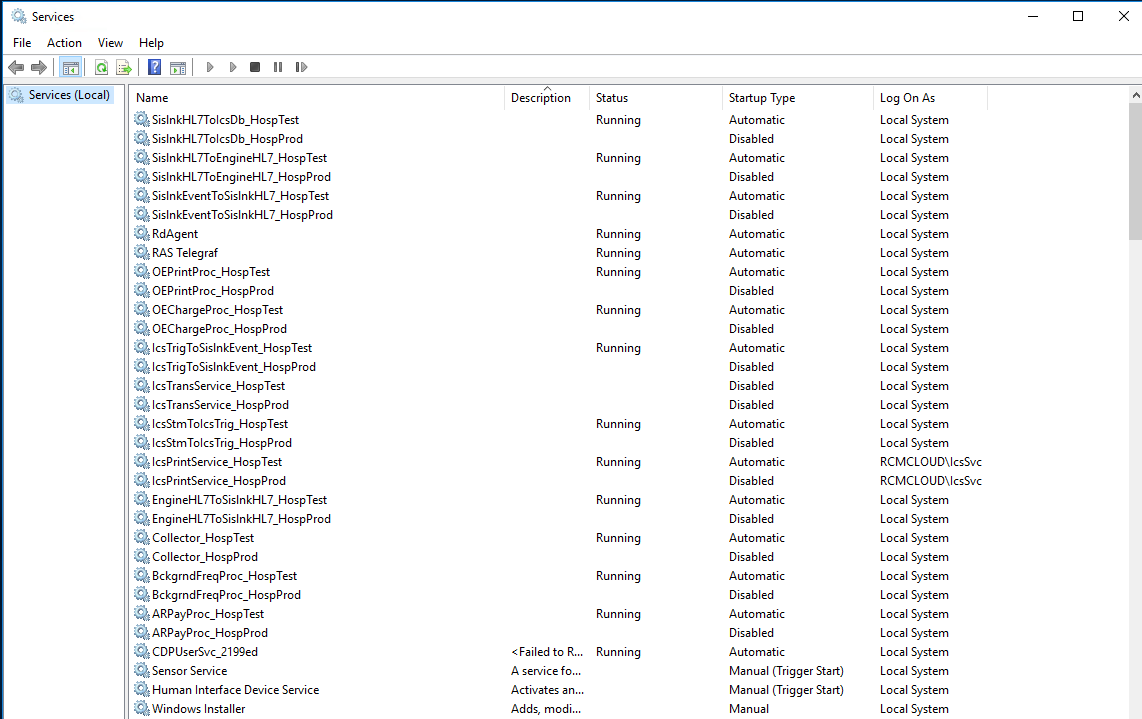 Services
File Action View Help
Services (Local)
Name Description Status Startup Type Log On As
SisInkHL7ToIcsDb_HospTest Running Automatic Local System
SisInkHL7ToIcsDb_HospProd Disabled Local System
SisInkHL7ToEngineHL7_HospTest Running Automatic Local System
SisInkHL7ToEngineHL7_HospProd Disabled Local System
SisInkEventToSisInkHL7_HospTest Running Automatic Local System
SisInkEventToSisInkHL7_HospProd Disabled Local System
RdAgent Running Automatic Local System
RAS Telegraf Running Automatic Local System
OEPrintProc_HospTest Running Automatic Local System
OEPrintProc_HospProd Disabled Local System
OEChargeProc_HospTest Running Automatic Local System
OEChargeProc_HospProd Disabled Local System
IcsTrigToSisInkEvent_HospTest Running Automatic Local System
IcsTrigToSisInkEvent_HospProd Disabled Local System
IcsTransService_HospTest Disabled Local System
IcsTransService_HospProd Disabled Local System
IcsStmToIcsTrig_HospTest Running Automatic Local System
IcsStmToIcsTrig_HospProd Disabled Local System
IcsPrintService_HospTest Running Automatic RCMCLOUD\IcsSvc
IcsPrintService_HospProd Disabled RCMCLOUD\IcsSvc
EngineHL7ToSisInkHL7_HospTest Running Automatic Local System
EngineHL7ToSisInkHL7_HospProd Disabled Local System
Collector_HospTest Running Automatic Local System
Collector_HospProd Disabled Local System
BckgrndFreqProc_HospTest Running Automatic Local System
BckgrndFreqProc_HospProd Disabled Local System
ARPayProc_HospTest Running Automatic Local System
ARPayProc_HospProd Disabled Local System
CDPUserSvc_2199ed <Failed to R... Running Automatic Local System
Sensor Service A service fo... Manual (Trigger Start) Local System
Human Interface Device Service Activates an... Manual (Trigger Start) Local System
Windows Installer Adds, modi... Manual Local System